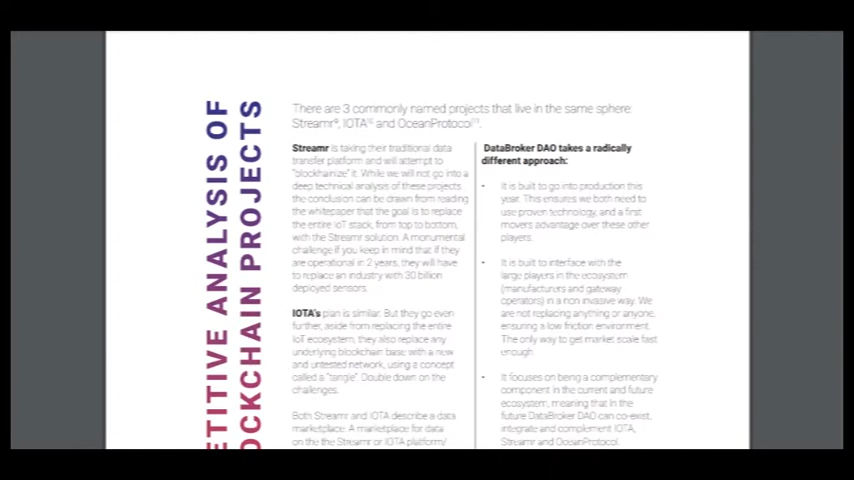 ETITIVE ANALYSIS OF
OCKCHAIN PROJECTS
There are 3 commonly named projects that live in the same sphere:
Streamr⁹, IOTA¹⁰ and OceanProtocol¹¹.
Streamr is taking their traditional data
transfer platform and will attempt to
"blockhainize" it. While we will not go into a
deep technical analysis of these projects
the conclusion can be drawn from reading
the whitepaper that the goal is to replace
the entire IoT stack, from top to bottom,
with the Streamr solution. A monumental
challenge if you keep in mind that if they
are operational in 2 years, they will have
to replace an industry with 30 billion
deployed sensors.
IOTA's plan is similar. But they go even
further, aside from replacing the entire
IoT ecosystem, they also replace any
underlying blockchain base with a new
and untested network, using a concept
called a "tangle". Double down on the
challenges.
Both Streamr and IOTA describe a data
marketplace. A marketplace for data
on the the Streamr or IOTA platform/
DataBroker DAO takes a radically
different approach:
- It is built to go into production this
year. This ensures we both need to
use proven technology, and a first
movers advantage over these other
players.
- It is built to interface with the
large players in the ecosystem
(manufacturers and gateway
operators) in a non invasive way. We
are not replacing anything or anyone,
ensuring a low friction environment.
The only way to get market scale fast
enough.
- It focuses on being a complementary
component in the current and future
ecosystem, meaning that in the
future DataBroker DAO can co-exist,
integrate and complement IOTA,
Streamr and OceanProtocol.